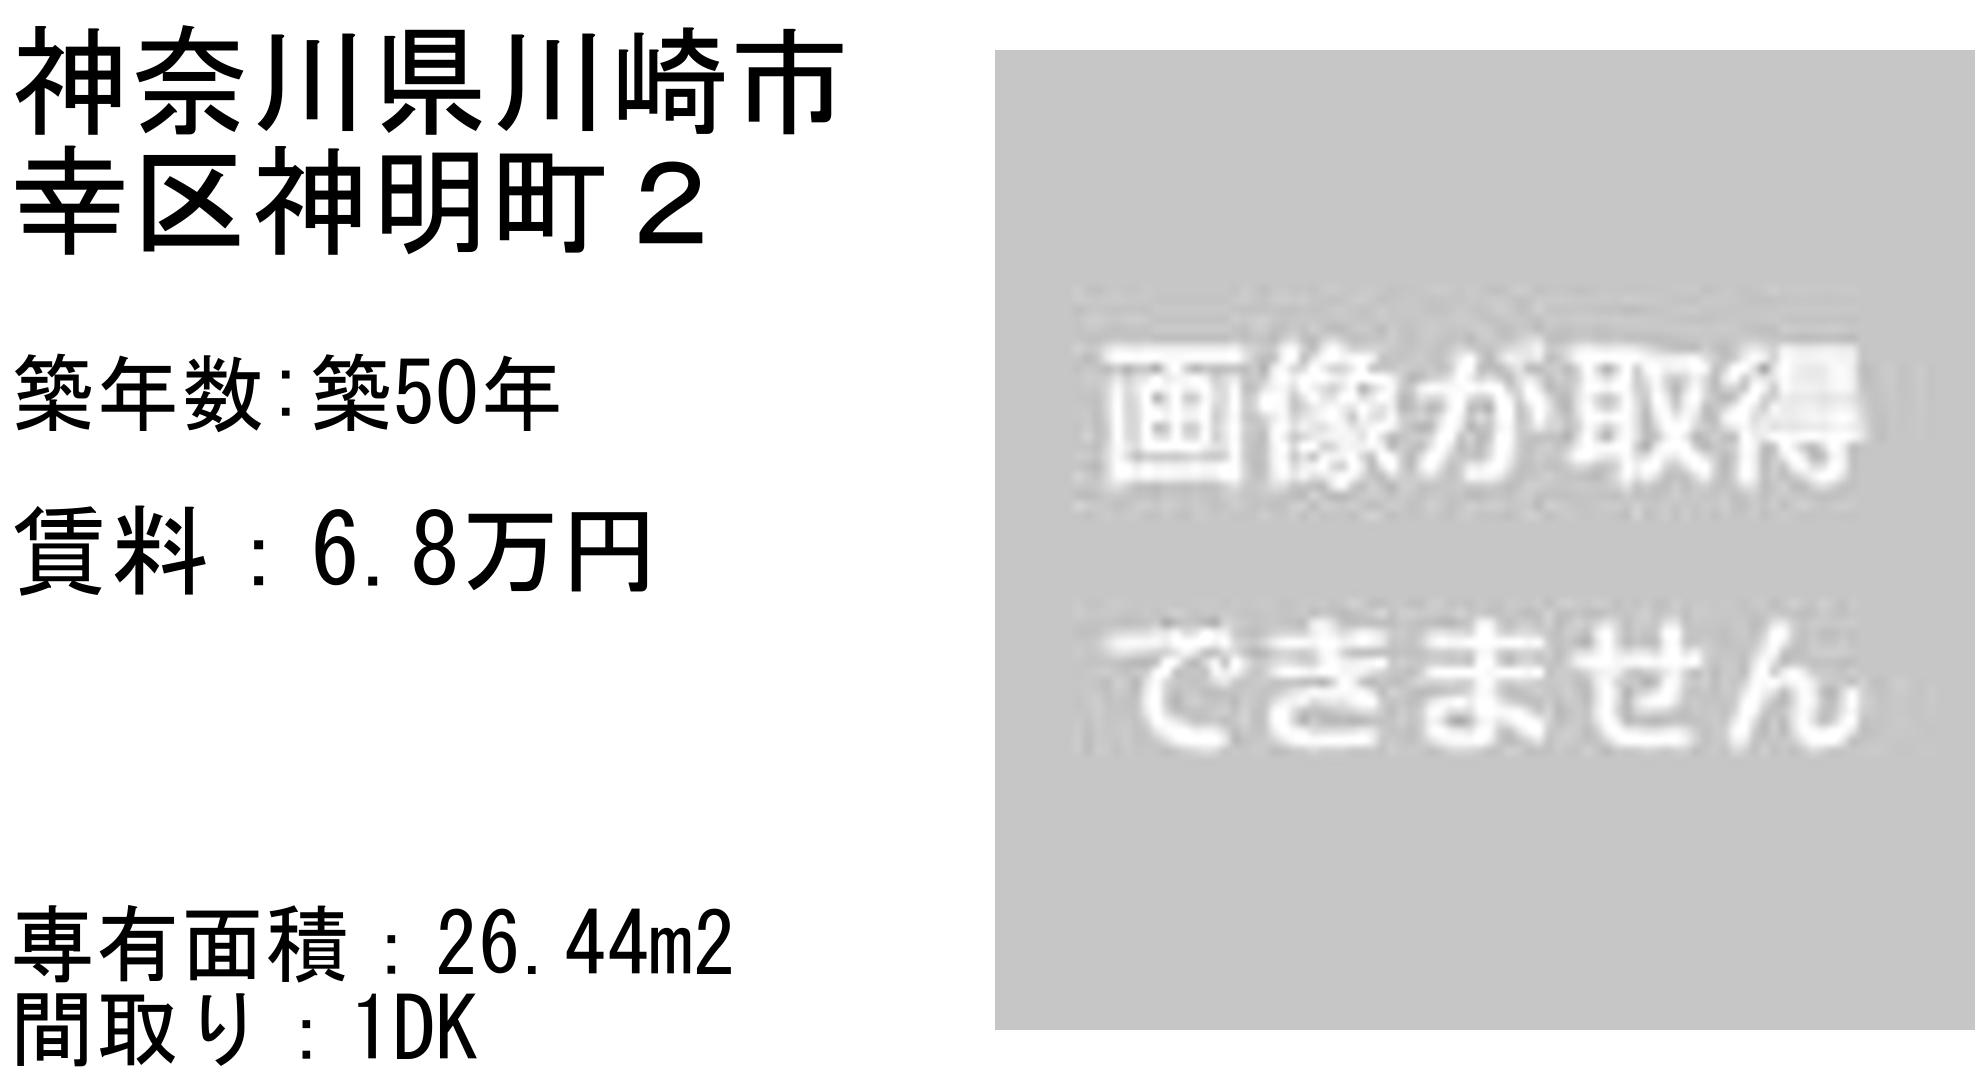 神奈川県川崎市
幸区神明町２
築年数:築50年
賃料：6.8万円
専有面積：26.44m2
間取り：1DK
画像が取得
できません